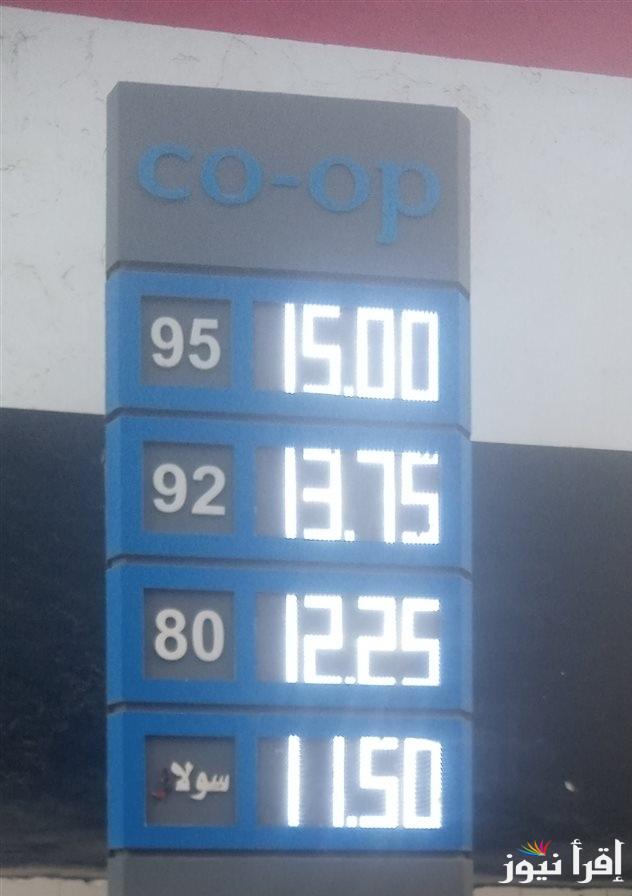 co-op
95 15.00
92 13.75
80 12.25
سولار 11.50
إقرأ نيوز